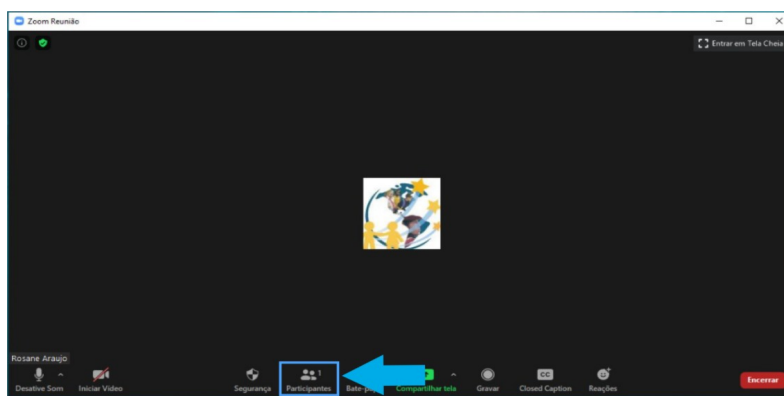 Zoom Reunião
Entrar em Tela Cheia
Rosane Araujo
1
Desative Som
Iniciar Vídeo
Segurança
Participantes
Compartilhar tela
Gravar
CC
Closed Caption
Reações
Encerrar